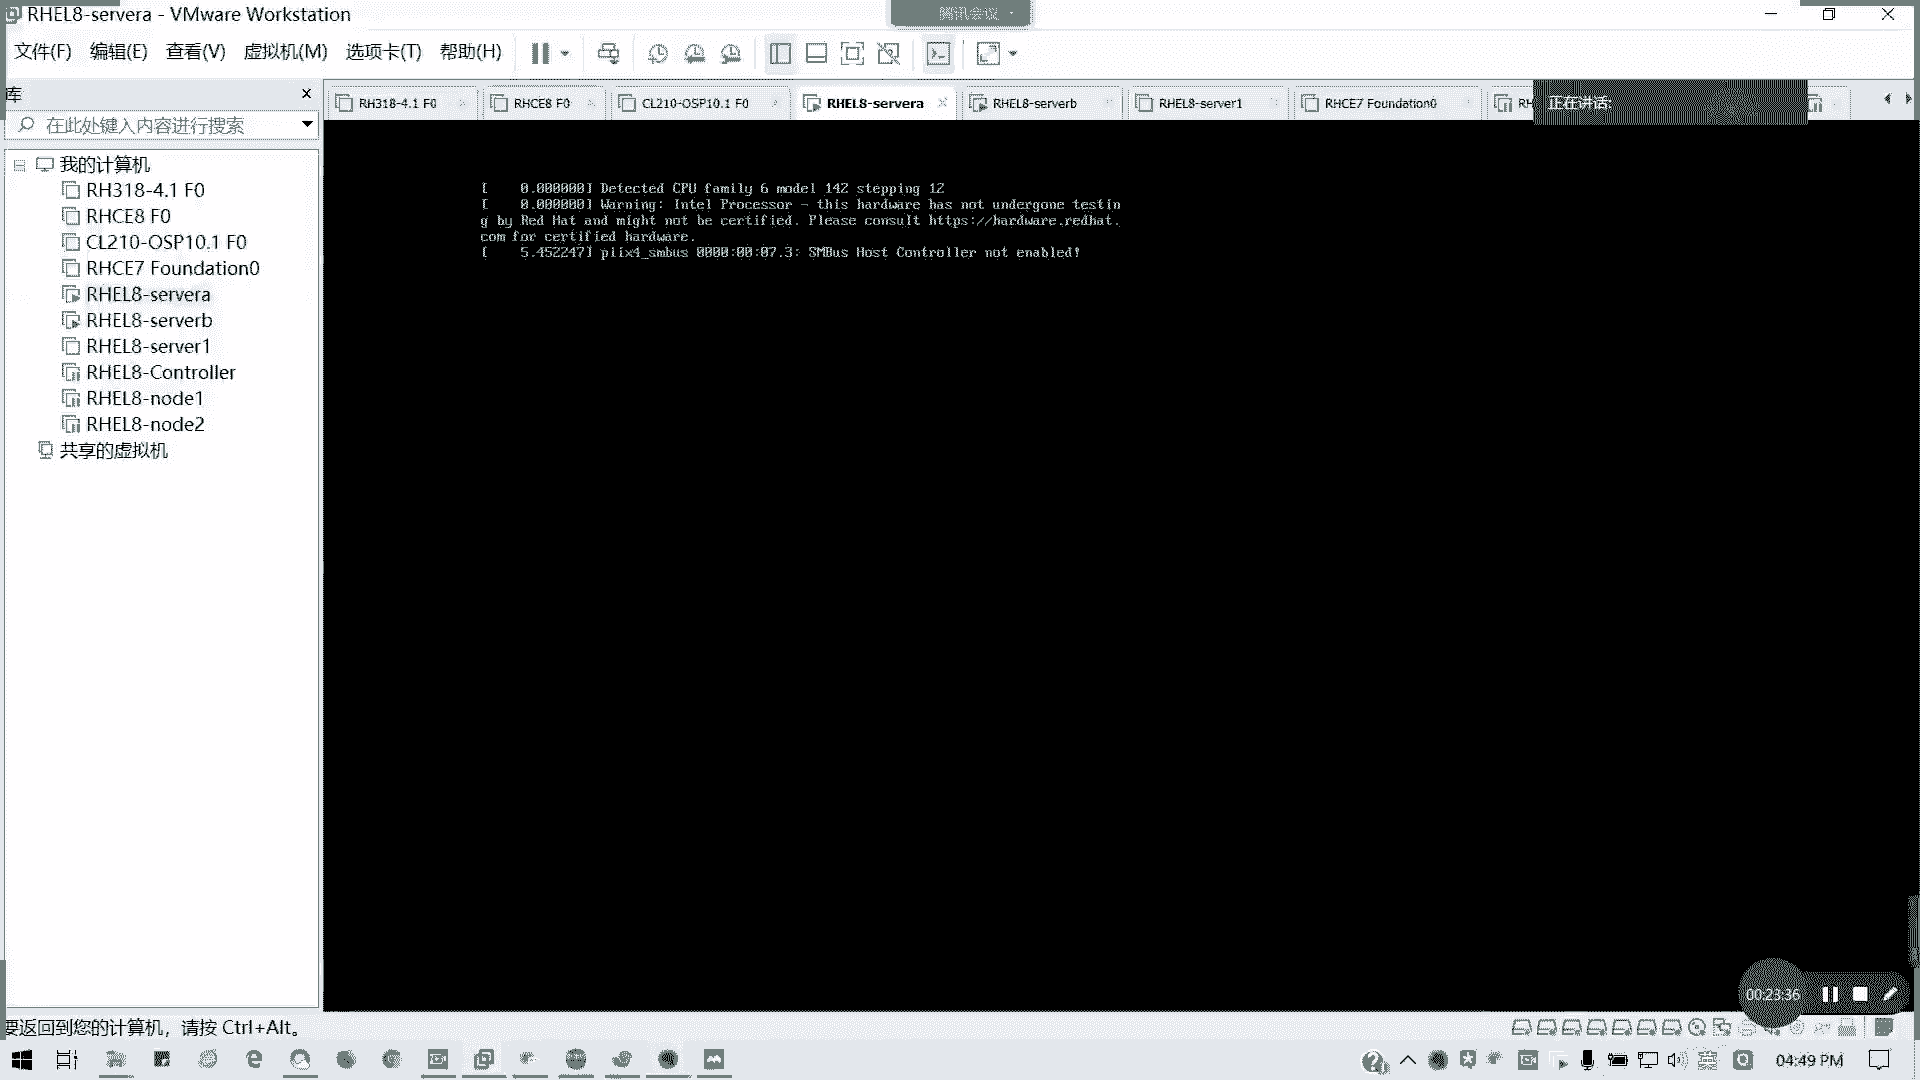 RHEL8-servera - VMware Workstation
腾讯会议
文件(F) 编辑(E) 查看(V) 虚拟机(M) 选项卡(T) 帮助(H)
库
在此处键入内容进行搜索
我的计算机
RH318-4.1 F0
RHCE8 F0
CL210-OSP10.1 F0
RHCE7 Foundation0
RHEL8-servera
RHEL8-serverb
RHEL8-server1
RHEL8-Controller
RHEL8-node1
RHEL8-node2
共享的虚拟机
RH318-4.1 F0 RHCE8 F0 CL210-OSP10.1 F0 RHEL8-servera RHEL8-serverb RHEL8-server1 RHCE7 Foundation0 RH
正在讲话:
[    0.000000] Detected CPU family 6 model 142 stepping 12
[    0.000000] Warning: Intel Processor - this hardware has not undergone testin
g by Red Hat and might not be certified. Please consult https://hardware.redhat.
com for certified hardware.
[    5.452247] piix4_smbus 0000:00:07.3: SMBus Host Controller not enabled!
00:23:36
要返回到您的计算机，请按 Ctrl+Alt。
英
04:49 PM